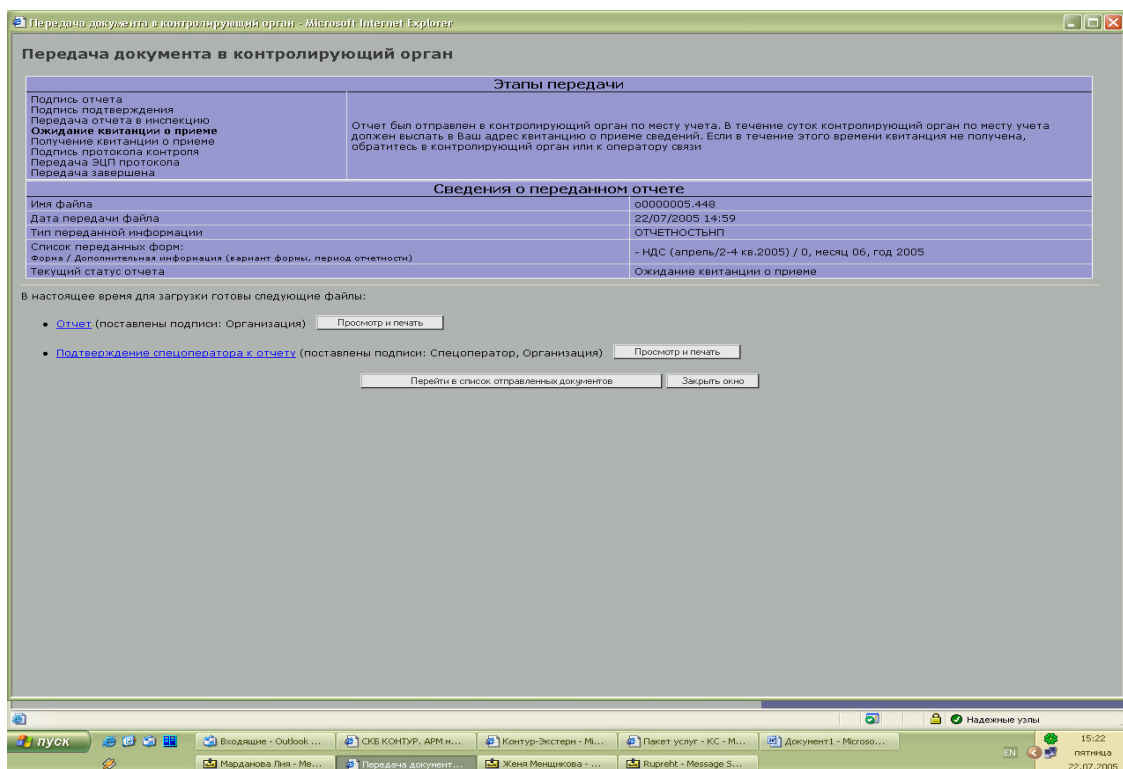 Передача документа в контролирующий орган - Microsoft Internet Explorer
Передача документа в контролирующий орган
Этапы передачи
Подпись отчета
Подпись подтверждения
Передача отчета в инспекцию
Ожидание квитанции о приеме
Получение квитанции о приеме
Подпись протокола контроля
Передача ЭЦП протокола
Передача завершена
Отчет был отправлен в контролирующий орган по месту учета. В течение суток контролирующий орган по месту учета
должен выслать в Ваш адрес квитанцию о приеме сведений. Если в течение этого времени квитанция не получена,
обратитесь в контролирующий орган или к оператору связи
Сведения о переданном отчете
Имя файла o0000005.448
Дата передачи файла 22/07/2005 14:59
Тип переданной информации ОТЧЕТНОСТЬНП
Список переданных форм:
Форма / Дополнительная информация (вариант формы, период отчетности)
- НДС (апрель/2-4 кв.2005) / 0, месяц 06, год 2005
Текущий статус отчета Ожидание квитанции о приеме
В настоящее время для загрузки готовы следующие файлы:
• Отчет (поставлены подписи: Организация) Просмотр и печать
• Подтверждение спецоператора к отчету (поставлены подписи: Спецоператор, Организация) Просмотр и печать
Перейти в список отправленных документов Закрыть окно
Надежные узлы
пуск Входящие - Outlook ... СКБ КОНТУР. АРМ н... Контур-Экстерн - Mi... Пакет услуг - КС - M... Документ1 - Microso... 15:22
EN пятница
Марданова Лия - Me... Передача документ... Женя Менщикова - ... Rupreht - Message S... 22.07.2005